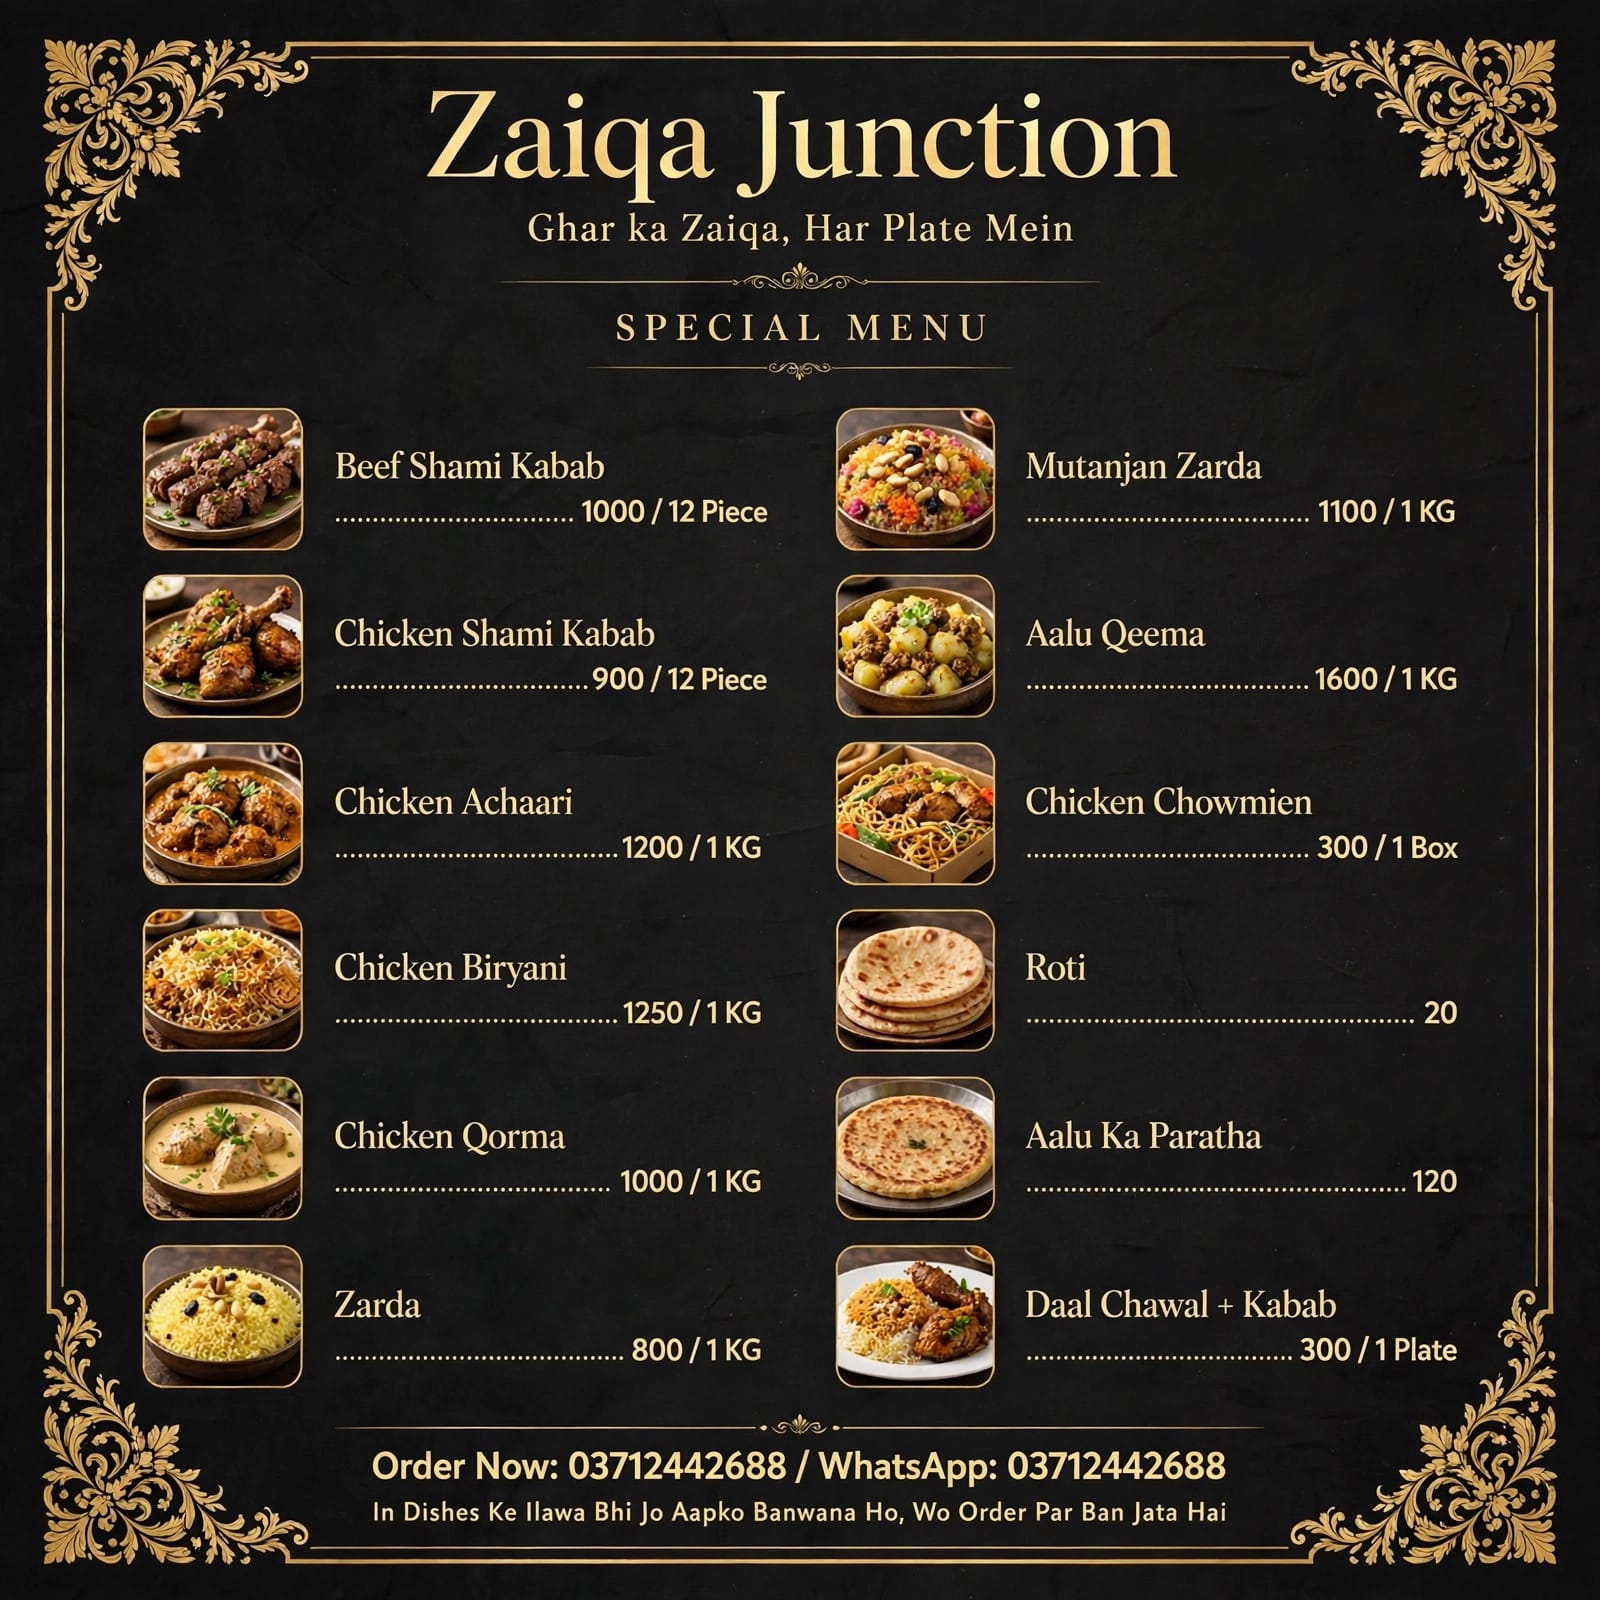 Zaiqa Junction
Ghar ka Zaiqa, Har Plate Mein
SPECIAL MENU
Beef Shami Kabab
........................................ 1000 / 12 Piece
Chicken Shami Kabab
........................................ 900 / 12 Piece
Chicken Achaari
........................................ 1200 / 1 KG
Chicken Biryani
........................................ 1250 / 1 KG
Chicken Qorma
........................................ 1000 / 1 KG
Zarda
........................................ 800 / 1 KG
Mutanjan Zarda
........................................ 1100 / 1 KG
Aalu Qeema
........................................ 1600 / 1 KG
Chicken Chowmien
........................................ 300 / 1 Box
Roti
........................................ 20
Aalu Ka Paratha
........................................ 120
Daal Chawal + Kabab
........................................ 300 / 1 Plate
Order Now: 03712442688 / WhatsApp: 03712442688
In Dishes Ke Ilawa Bhi Jo Aapko Banwana Ho, Wo Order Par Ban Jata Hai